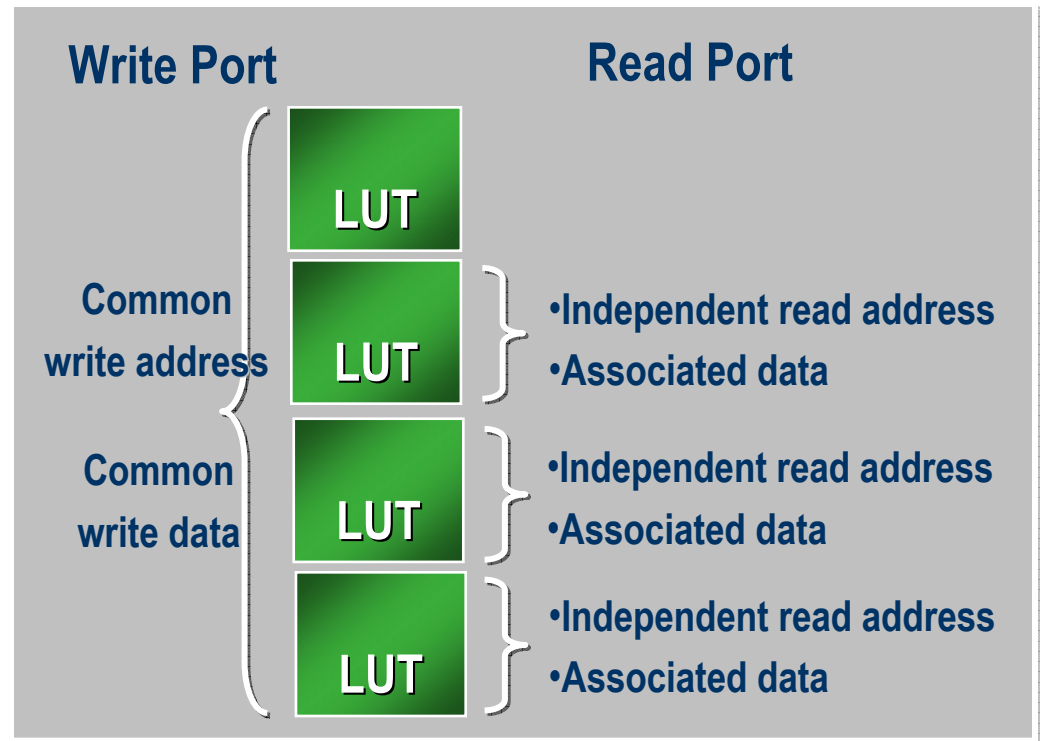 Write Port
Read Port
LUT
LUT
LUT
LUT
Common
write address
Common
write data
•Independent read address
•Associated data
•Independent read address
•Associated data
•Independent read address
•Associated data